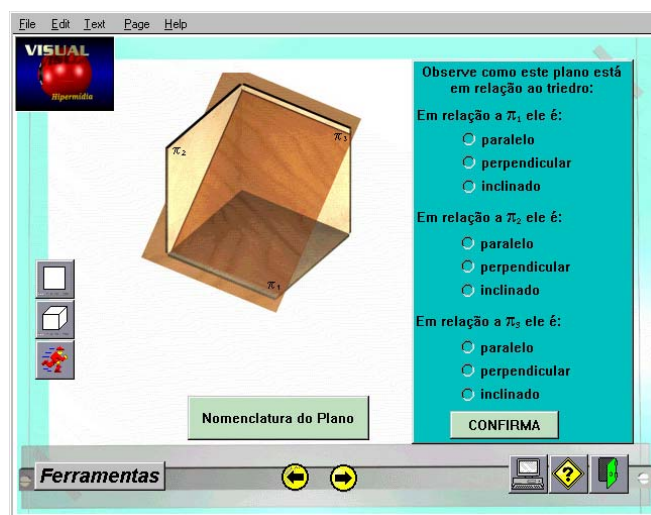 File Edit Text Page Help
VISUAL
Hipermídia
π₂
π₃
π₁
Observe como este plano está
em relação ao triedro:
Em relação a π₁ ele é:
paralelo
perpendicular
inclinado
Em relação a π₂ ele é:
paralelo
perpendicular
inclinado
Em relação a π₃ ele é:
paralelo
perpendicular
inclinado
CONFIRMA
Nomenclatura do Plano
Ferramentas
?